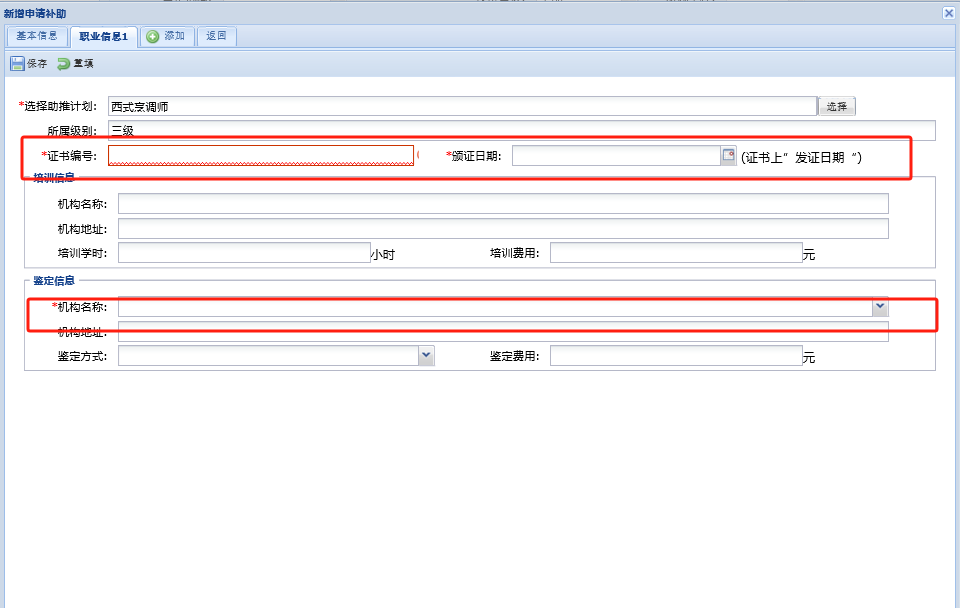 新增申请补助
基本信息 职业信息1 添加 返回
保存 重填
*选择助推计划: 西式烹调师 选择
所属级别: 三级
*证书编号: *颁证日期: (证书上”发证日期“)
培训信息
机构名称:
机构地址:
培训学时: 小时 培训费用: 元
鉴定信息
*机构名称:
机构地址:
鉴定方式: 鉴定费用: 元